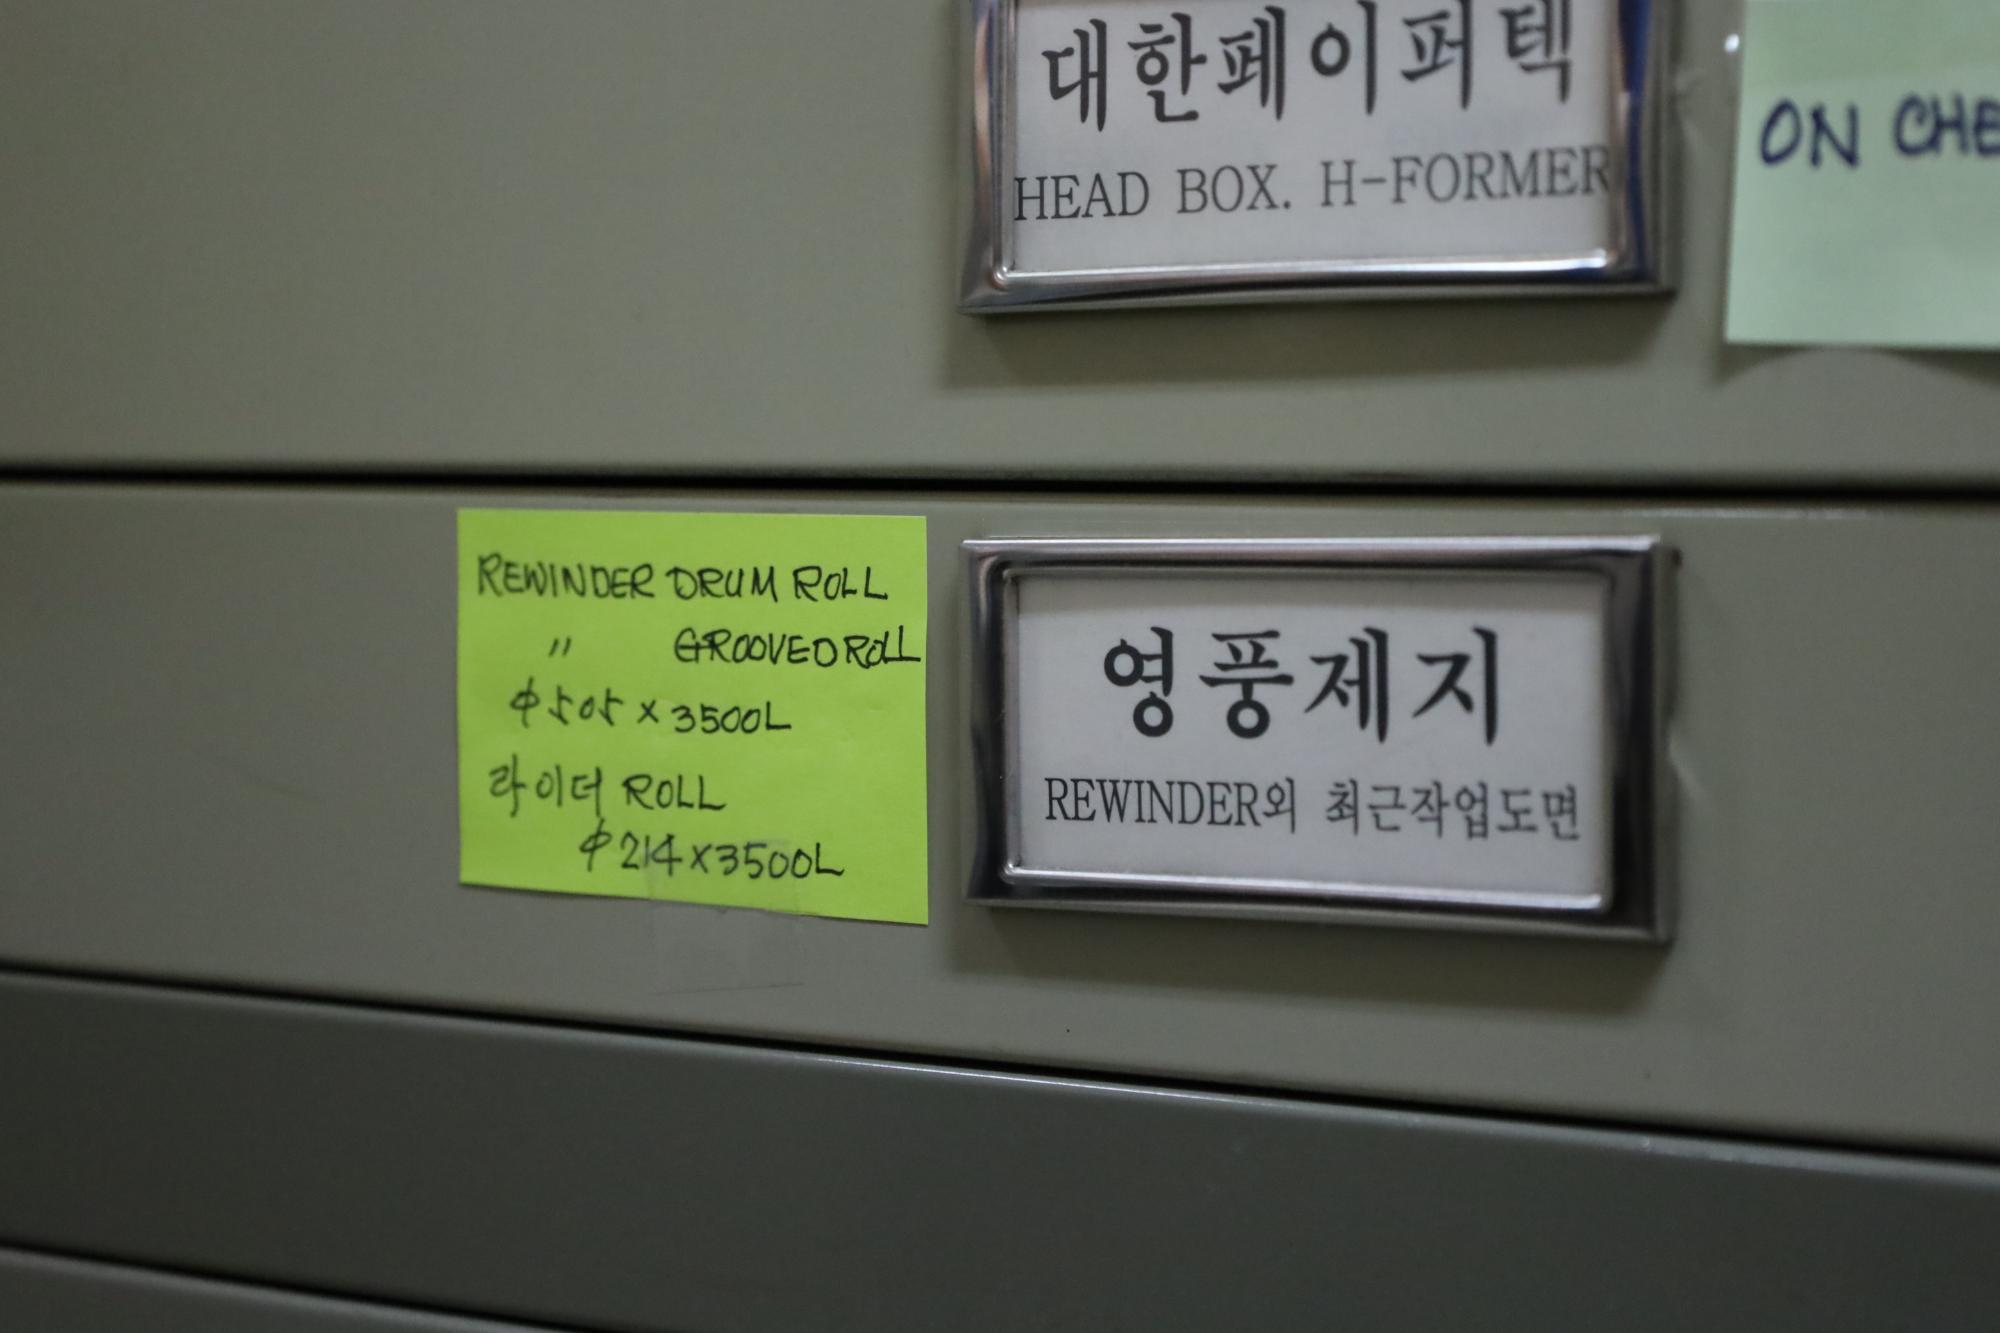 대한페이퍼텍
HEAD BOX. H-FORMER
ON CHE
REWINDER DRUM ROLL
〃 GROOVED ROLL
φ505×3500L
라이더 ROLL
φ214×3500L
영풍제지
REWINDER외 최근작업도면